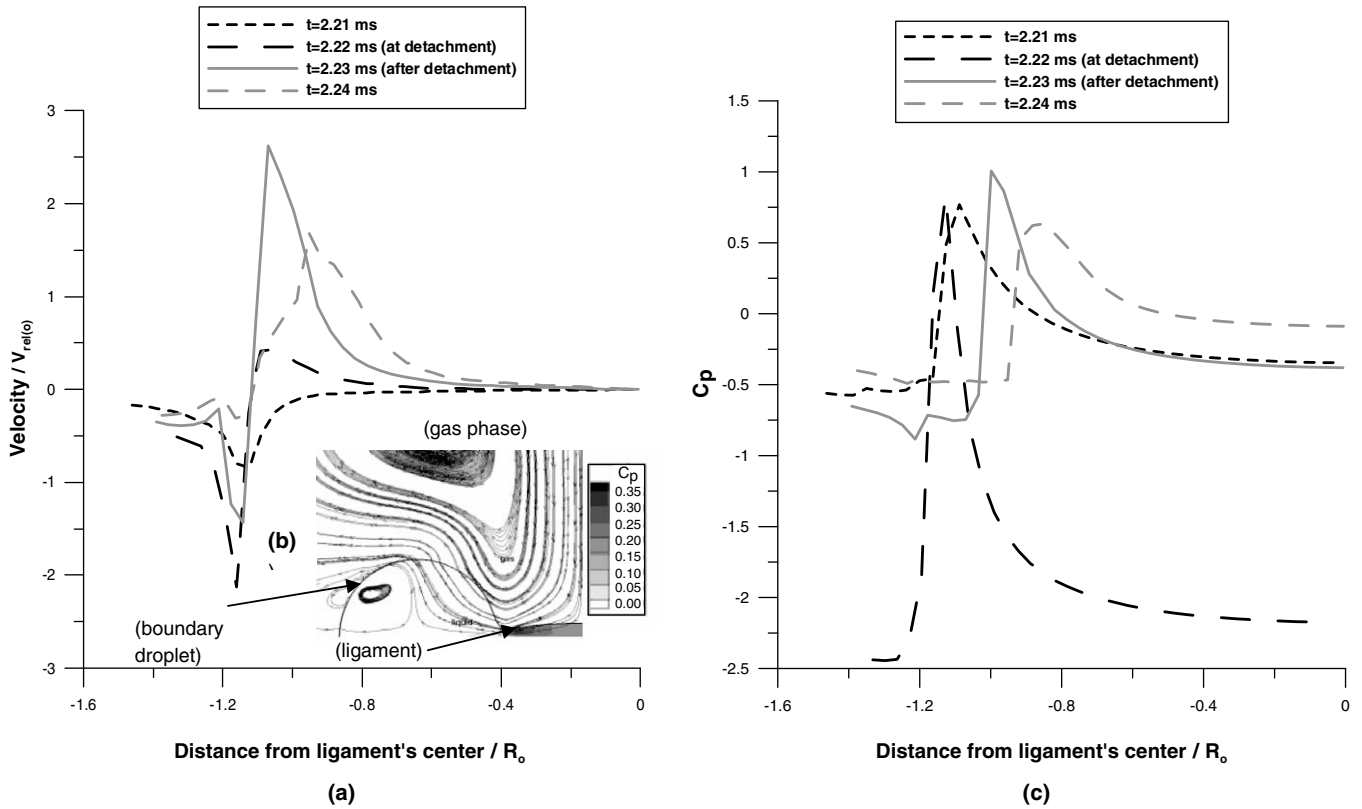 t=2.21 ms
t=2.22 ms (at detachment)
t=2.23 ms (after detachment)
t=2.24 ms
3
2
1
0
-1
-2
-3
Velocity / Vrel(o)
-1.6
-1.2
-0.8
-0.4
0
Distance from ligament's center / Ro
(a)
(gas phase)
(b)
Cp
0.35
0.30
0.25
0.20
0.15
0.10
0.05
0.00
gas
liquid
(boundary
droplet)
(ligament)
t=2.21 ms
t=2.22 ms (at detachment)
t=2.23 ms (after detachment)
t=2.24 ms
1.5
1
0.5
0
-0.5
-1
-1.5
-2
-2.5
Cp
-1.6
-1.2
-0.8
-0.4
0
Distance from ligament's center / Ro
(c)